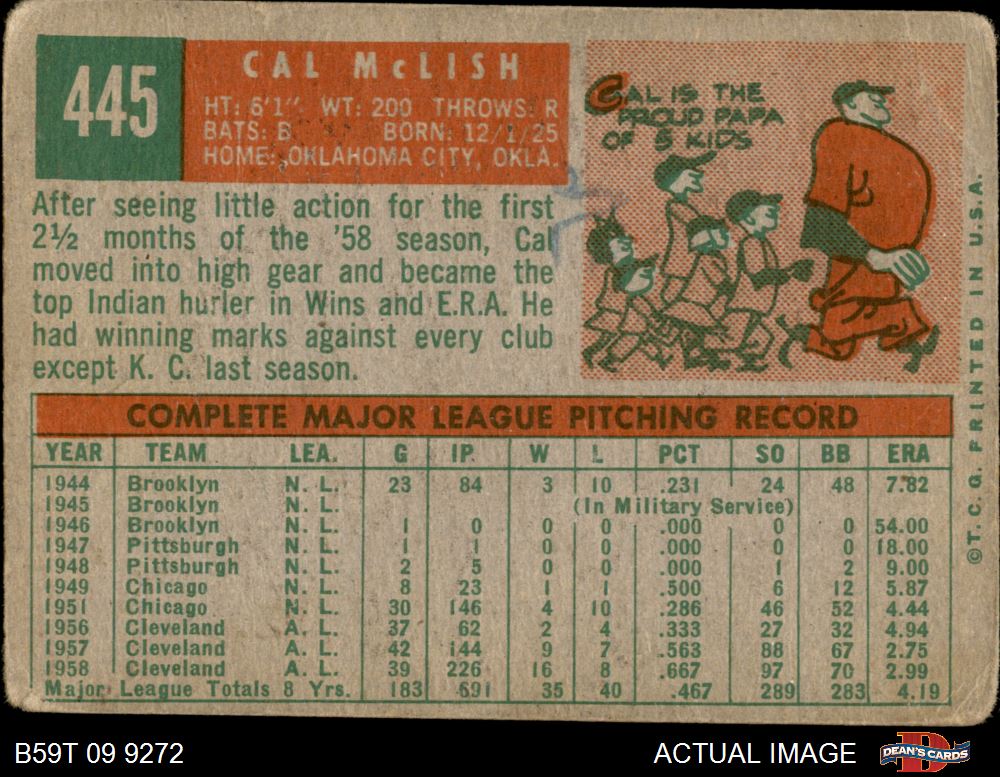 445
CAL McLISH
HT: 6'1" WT: 200 THROWS: R
BATS: B BORN: 12/1/25
HOME: OKLAHOMA CITY, OKLA.
CAL IS THE
PROUD PAPA
OF 5 KIDS
After seeing little action for the first
2½ months of the '58 season, Cal
moved into high gear and became the
top Indian hurler in Wins and E.R.A. He
had winning marks against every club
except K. C. last season.
COMPLETE MAJOR LEAGUE PITCHING RECORD
YEAR TEAM LEA. G IP W L PCT SO BB ERA
1944 Brooklyn N. L. 23 84 3 10 .231 24 48 7.82
1945 Brooklyn N. L. (In Military Service)
1946 Brooklyn N. L. 1 0 0 0 .000 0 0 54.00
1947 Pittsburgh N. L. 1 1 0 0 .000 0 0 18.00
1948 Pittsburgh N. L. 2 5 0 0 .000 1 2 9.00
1949 Chicago N. L. 8 23 1 1 .500 6 12 5.87
1951 Chicago N. L. 30 146 4 10 .286 46 52 4.44
1956 Cleveland A. L. 37 62 2 4 .333 27 32 4.94
1957 Cleveland A. L. 42 144 9 7 .563 88 67 2.75
1958 Cleveland A. L. 39 226 16 8 .667 97 70 2.99
Major League Totals 8 Yrs. 183 691 35 40 .467 289 283 4.19
©T. C. G. PRINTED IN U.S.A.
B59T 09 9272
ACTUAL IMAGE
DEAN'S CARDS